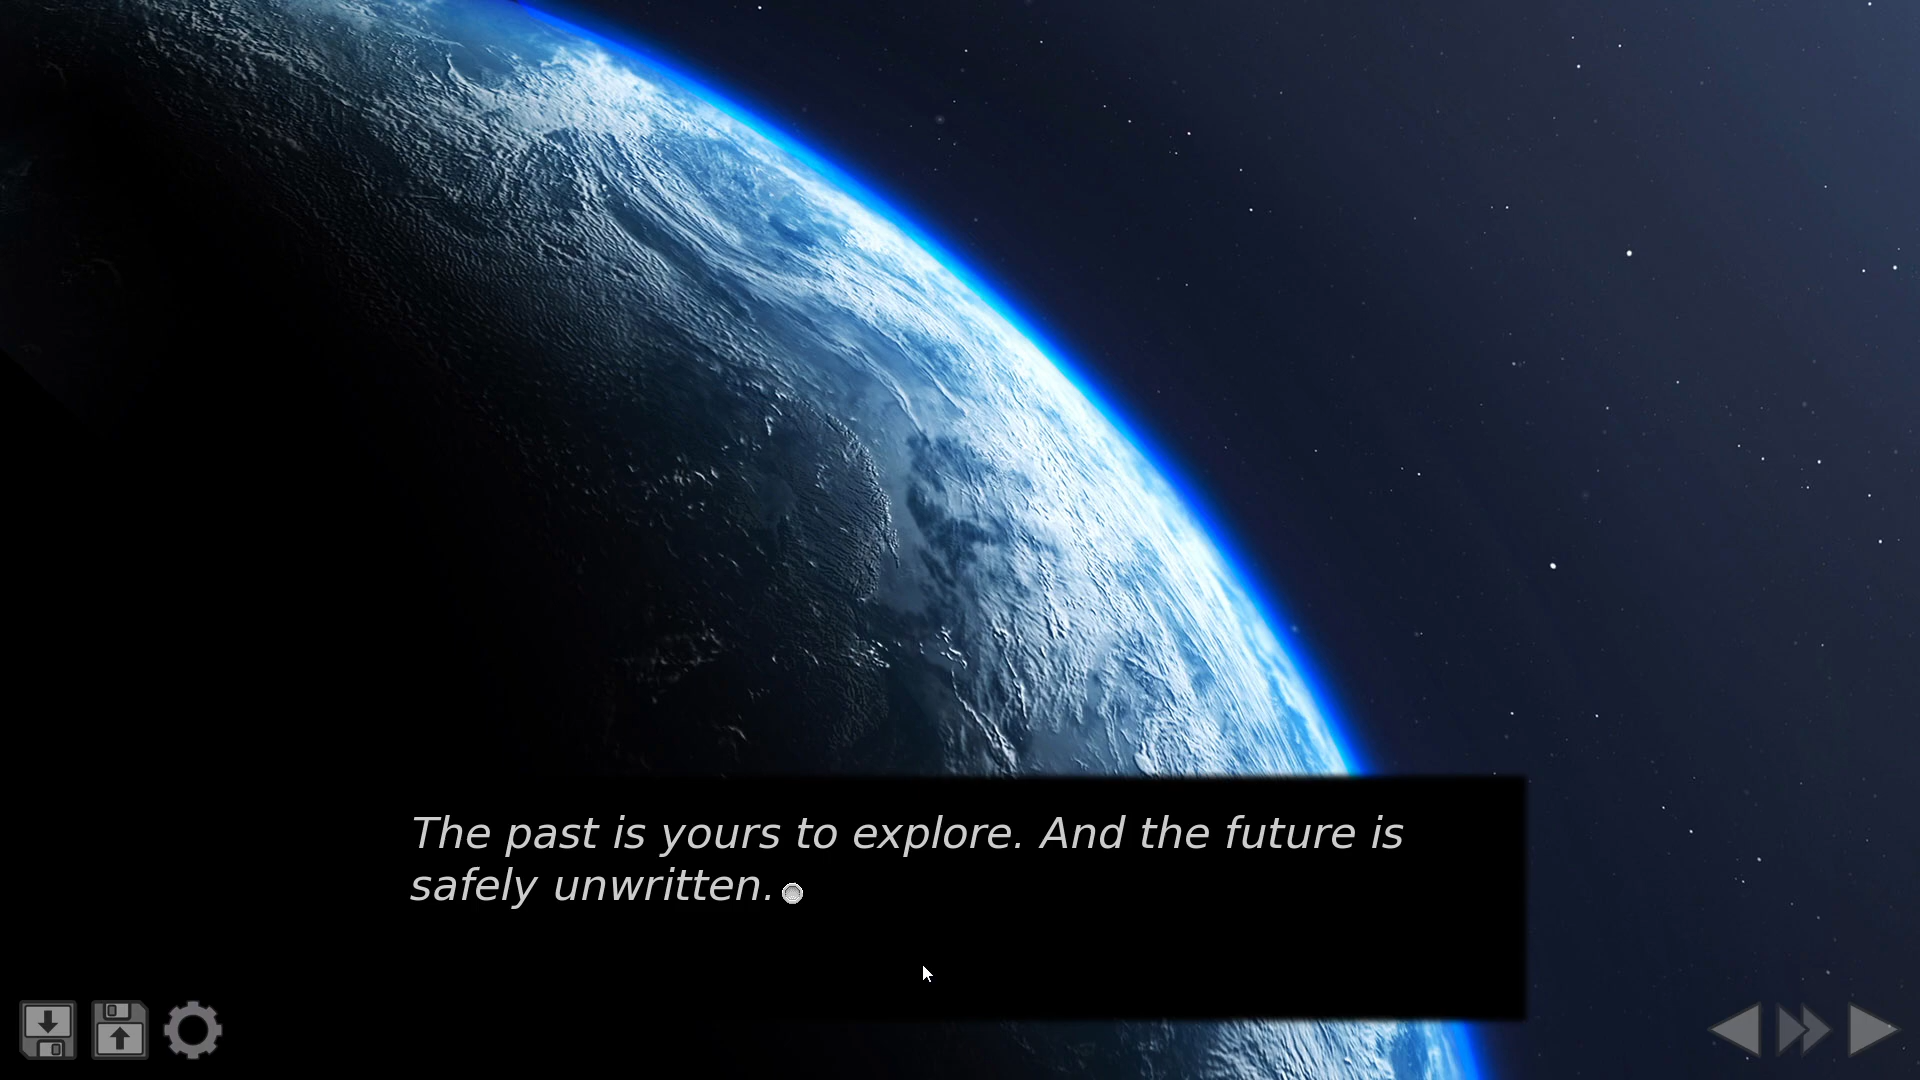 The past is yours to explore. And the future is
safely unwritten.